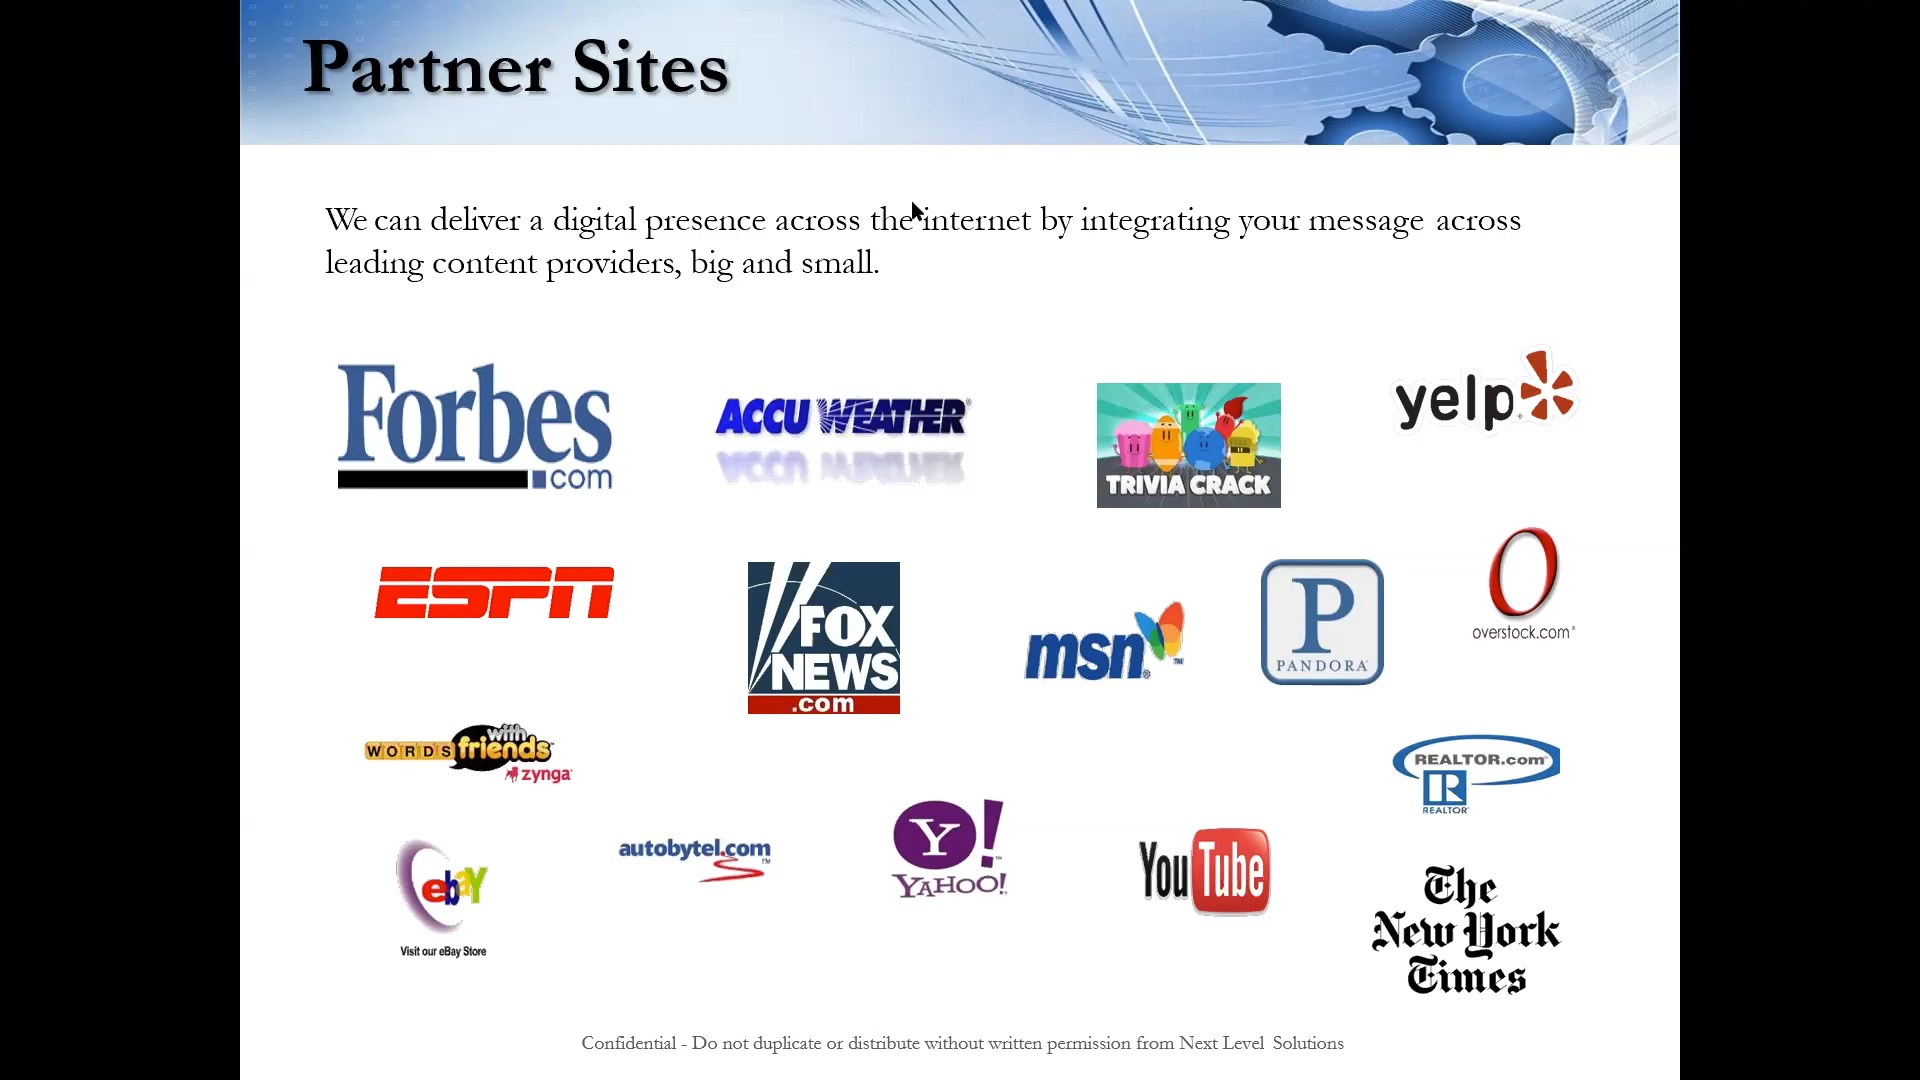 Partner Sites
We can deliver a digital presence across the internet by integrating your message across
leading content providers, big and small.
Forbes
.com
ACCU WEATHER®
TRIVIA CRACK
yelp
ESPN
FOX
NEWS
.com
msn
PANDORA
O
overstock.com®
P
WORDS with friends
zynga
REALTOR.com®
R
REALTOR®
autobytel.com™
Y!
YAHOO!
YouTube
ebaY
Visit our eBay Store
The
New York
Times
Confidential - Do not duplicate or distribute without written permission from Next Level Solutions